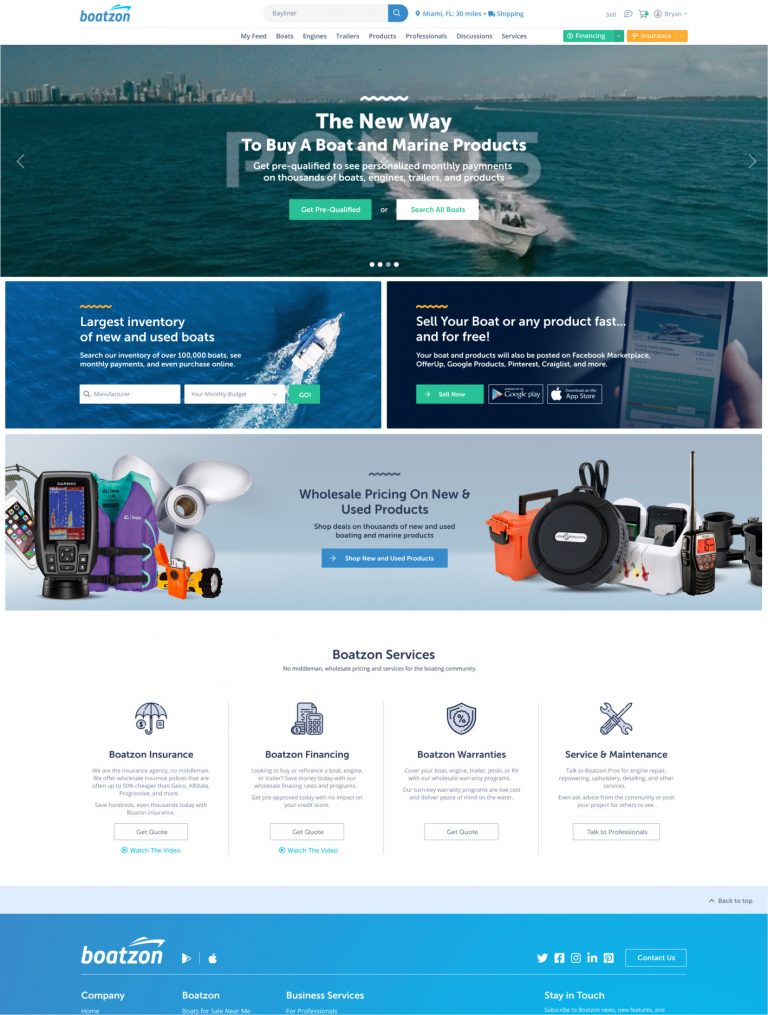 boatzon
Bayliner
Miami, FL: 30 miles + Shipping
Sell
Bryan
My Feed Boats Engines Trailers Products Professionals Discussions Services
Financing
Insurance
POND5
The New Way
To Buy A Boat and Marine Products
Get pre-qualified to see personalized monthly paymnents
on thousands of boats, engines, trailers, and products
Get Pre-Qualified or Search All Boats
Largest inventory
of new and used boats
Search our inventory of over 100,000 boats, see
monthly payments, and even purchase online.
Manufacturer
Your Monthly Budget
GO!
Sell Your Boat or any product fast...
and for free!
Your boat and products will also be posted on Facebook Marketplace,
OfferUp, Google Products, Pinterest, Craiglist, and more.
Sell Now
Google play
Download on the
App Store
GARMIN
Wholesale Pricing On New &
Used Products
Shop deals on thousands of new and used
boating and marine products
Shop New and Used Products
Boatzon Services
No middleman, wholesale pricing and services for the boating community.
Boatzon Insurance
We are the insurance agency, no middleman.
We offer wholesale insurnce polices that are
often up to 50% cheaper than Geico, AllState,
Progressive, and more.
Save hundreds, even thousands today with
Boazon insurance.
Get Quote
Watch The Video
Boatzon Financing
Looking to buy or refinance a boat, engine,
or trailer? Save money today with our
wholesale finacing rates and programs.
Get pre-approved today with no impact on
your credit score.
Get Quote
Watch The Video
Boatzon Warranties
Cover your boat, engine, trailer, jetski, or RV
with our wholesale warranty programs.
Our turn-key warranty programs are low cost
and deliver peace of mind on the water.
Get Quote
Service & Maintenance
Talk to Boatzon Pros for engine repair,
repowering, upholstery, detailing, and other
services.
Even ask advice from the community or post
your project for others to see.
Talk to Professionals
Back to top
boatzon
Contact Us
Company
Home
Boatzon
Boats for Sale Near Me
Business Services
For Professionals
Stay in Touch
Subscribe to Boatzon news, new features, and